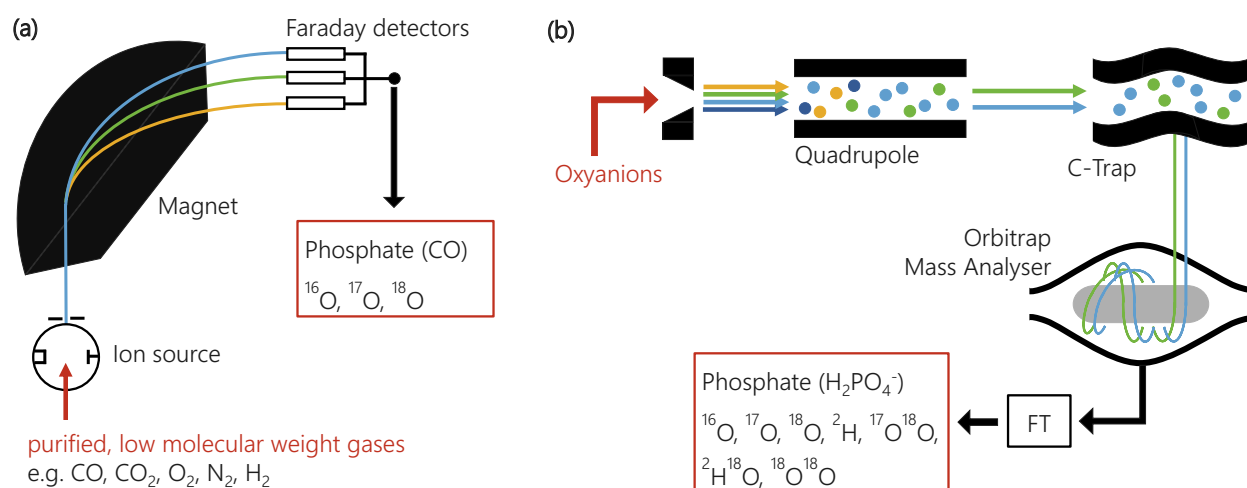 (a)
Faraday detectors
Magnet
Phosphate (CO)
¹⁶O, ¹⁷O, ¹⁸O
Ion source
purified, low molecular weight gases
e.g. CO, CO₂, O₂, N₂, H₂
(b)
Oxyanions
Quadrupole
C-Trap
Orbitrap
Mass Analyser
Phosphate (H₂PO₄⁻)
¹⁶O, ¹⁷O, ¹⁸O, ²H, ¹⁷O¹⁸O,
²H¹⁸O, ¹⁸O¹⁸O
FT